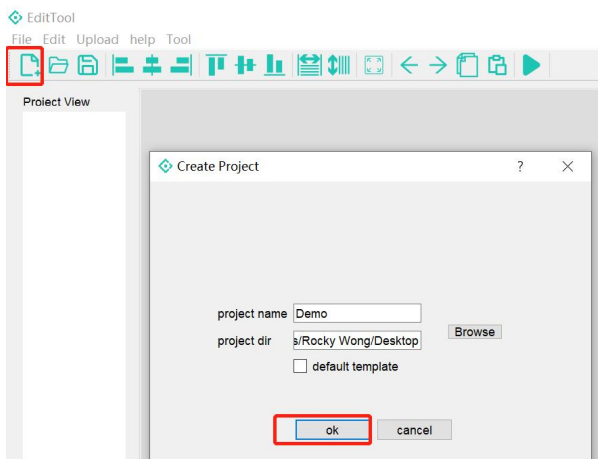 EditTool
File Edit Upload help Tool
Project View
Create Project
?
project name Demo
project dir s/Rocky Wong/Desktop Browse
default template
ok cancel